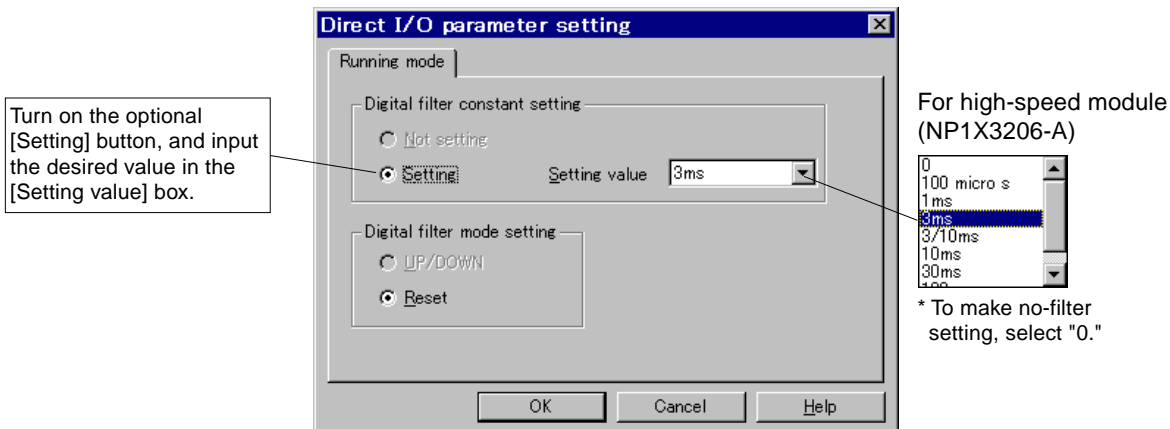 Direct I/O parameter setting
Running mode
Turn on the optional
[Setting] button, and input
the desired value in the
[Setting value] box.
Digital filter constant setting
Not setting
Setting
Setting value
3ms
Digital filter mode setting
UP/DOWN
Reset
OK
Cancel
Help
For high-speed module
(NP1X3206-A)
0
100 micro s
1ms
3ms
3/10ms
10ms
30ms
* To make no-filter
setting, select "0."